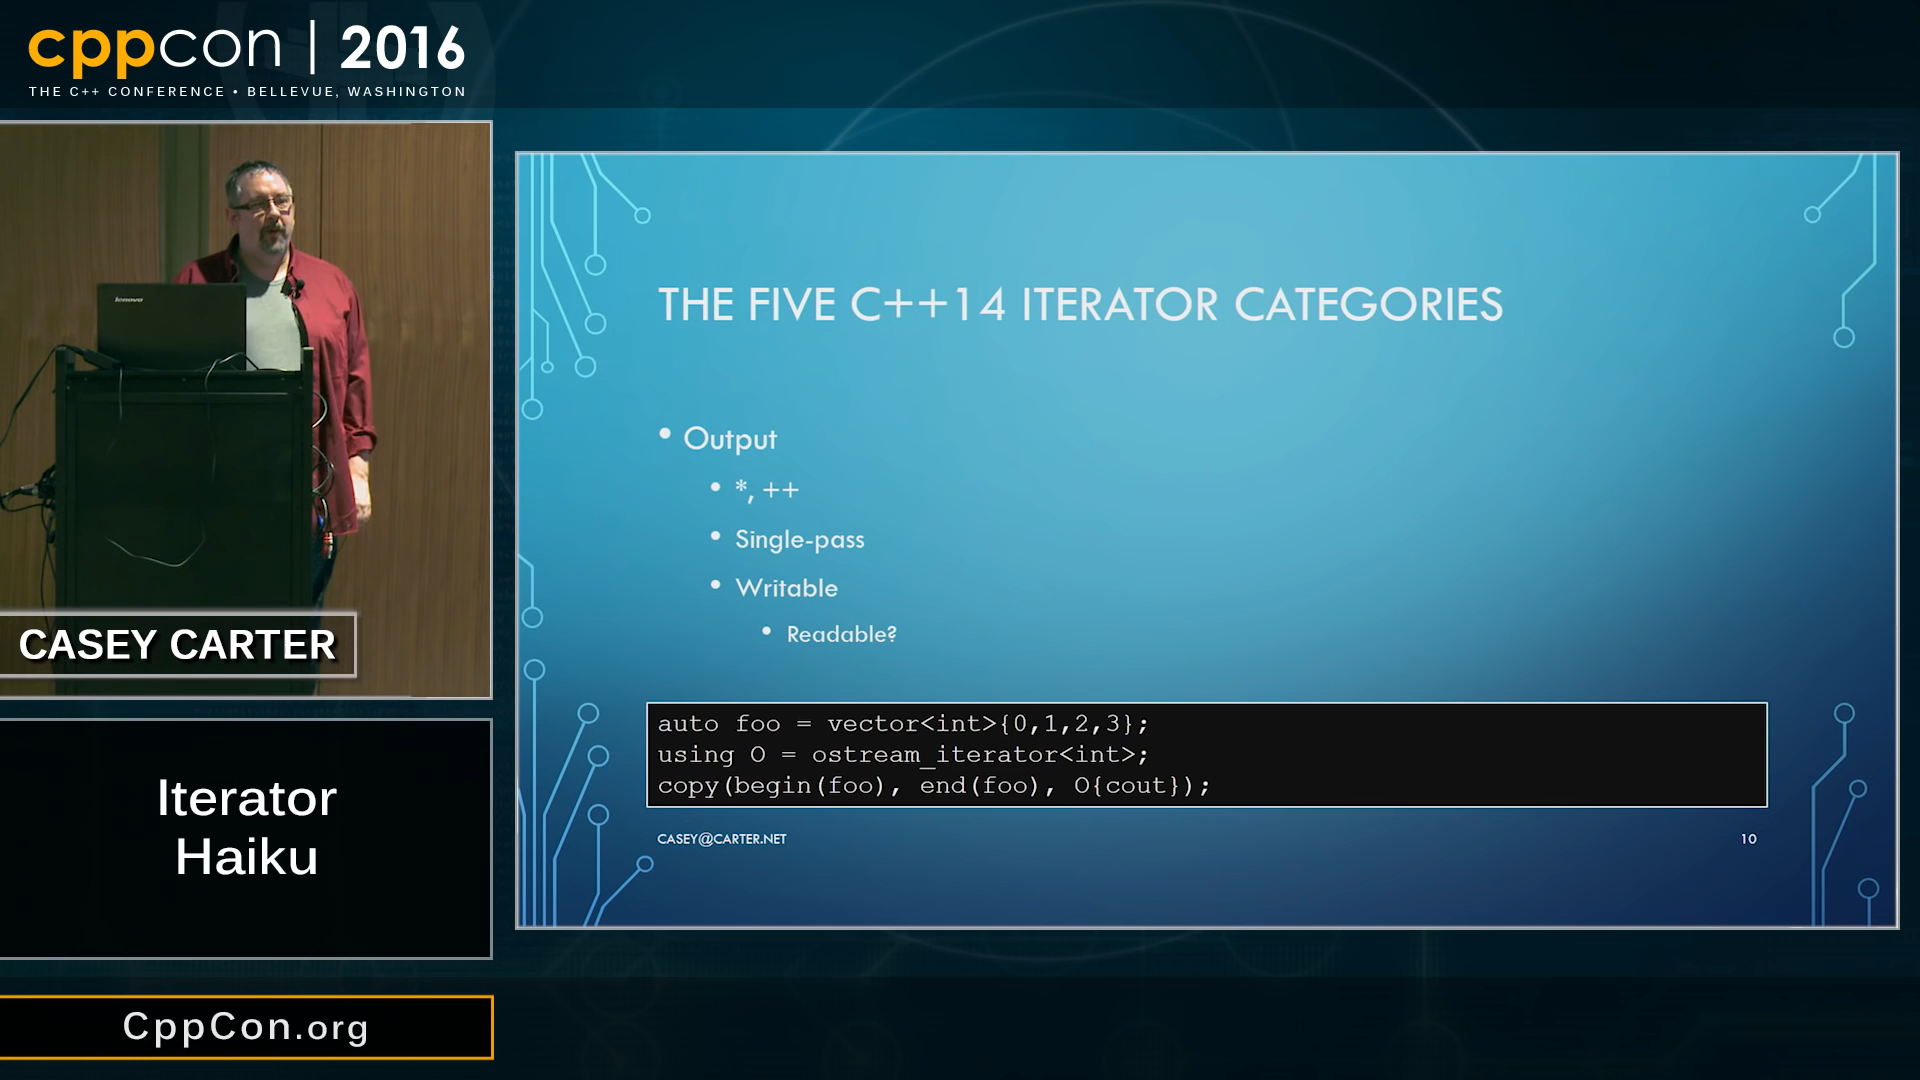 cppcon | 2016
THE C++ CONFERENCE • BELLEVUE, WASHINGTON
lenovo
CASEY CARTER
Iterator
Haiku
CppCon.org
THE FIVE C++14 ITERATOR CATEGORIES
• Output
• *, ++
• Single-pass
• Writable
• Readable?
auto foo = vector<int>{0,1,2,3};
using O = ostream_iterator<int>;
copy(begin(foo), end(foo), O{cout});
CASEY@CARTER.NET
10